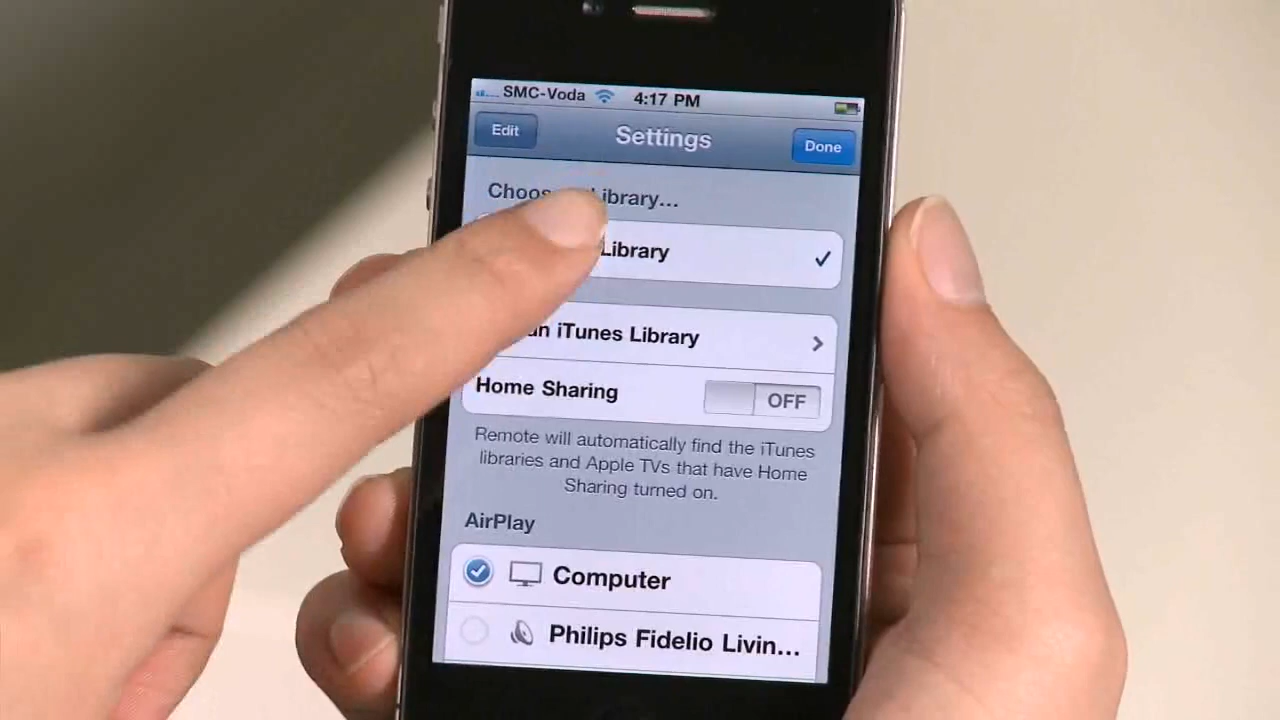 SMC-Voda 4:17 PM
Edit Settings Done
Library...
Library
iTunes Library
Home Sharing OFF
Remote will automatically find the iTunes
libraries and Apple TVs that have Home
Sharing turned on.
AirPlay
Computer
Philips Fidelio Livin...